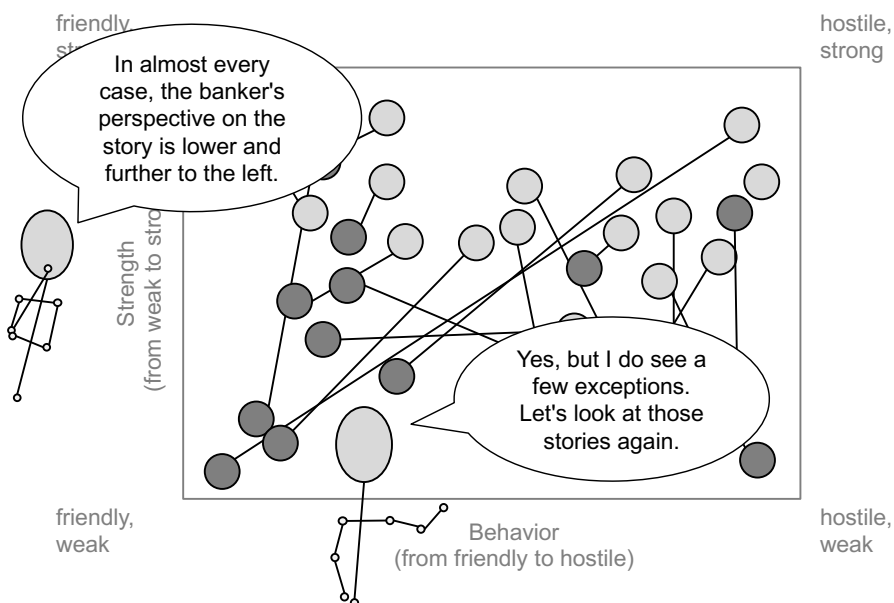 friendly,
hostile,
strong
In almost every
case, the banker's
perspective on the
story is lower and
further to the left.
Strength
(from weak to
Yes, but I do see a
few exceptions.
Let's look at those
stories again.
friendly,
weak
Behavior
(from friendly to hostile)
hostile,
weak